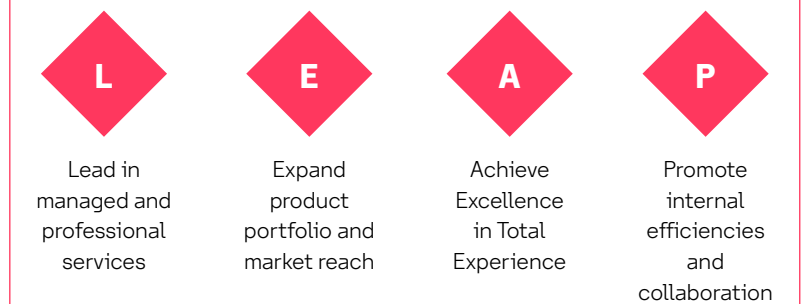 L
Lead in
managed and
professional
services
E
Expand
product
portfolio and
market reach
A
Achieve
Excellence
in Total
Experience
P
Promote
internal
efficiencies
and
collaboration